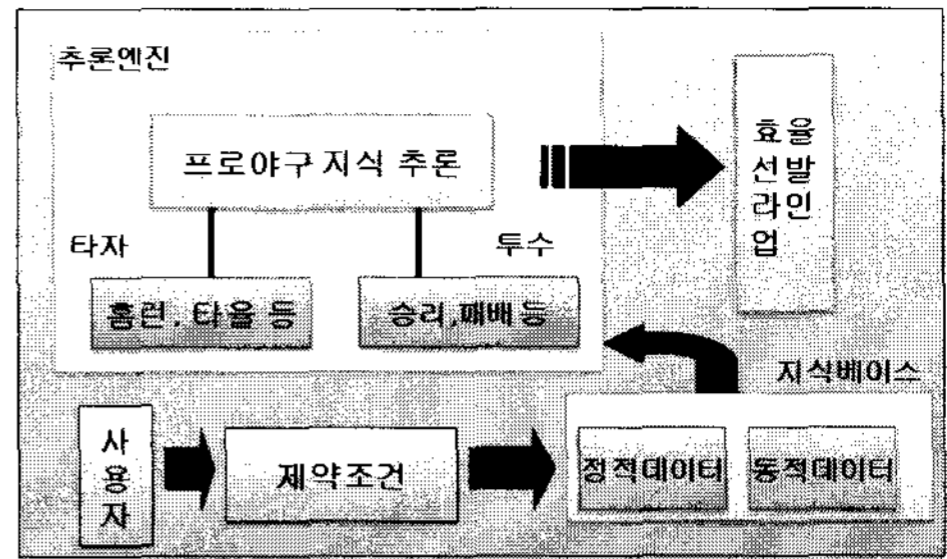 추론엔진
프로야구 지식 추론
타자
투수
홈런, 타율 등
승리,패배 등
효율
선발
라인
업
지식베이스
사
용
자
제약조건
정적데이터
동적데이터